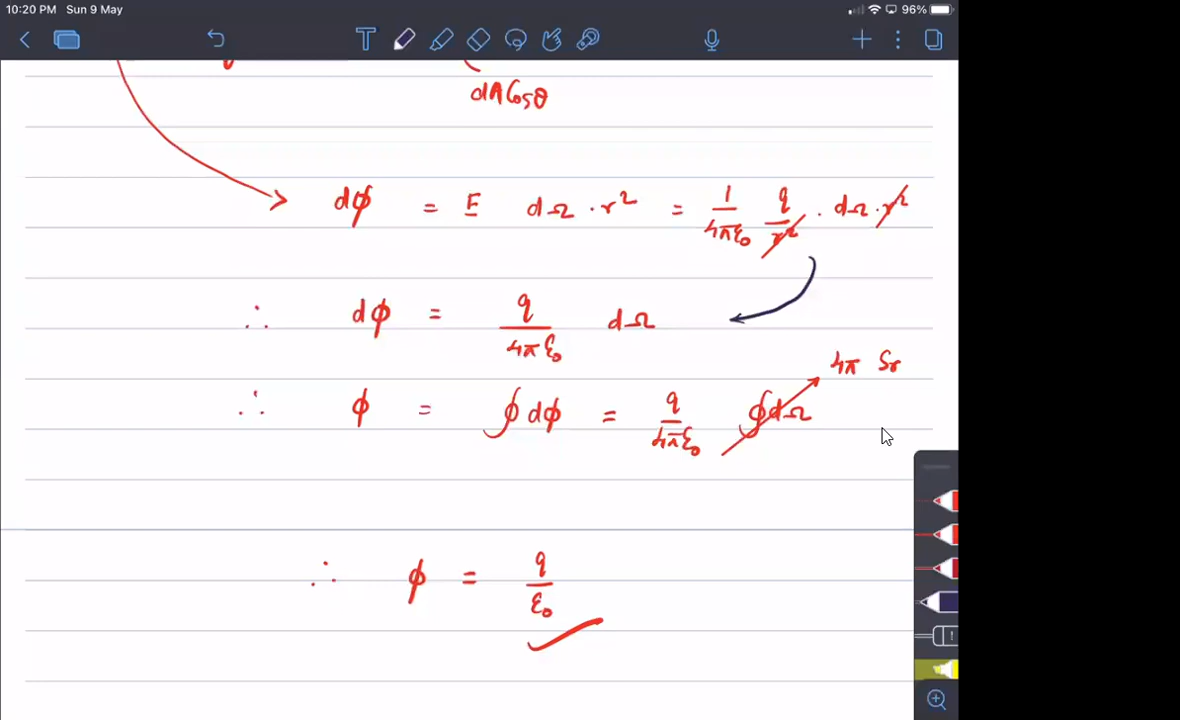 10:20 PM Sun 9 May 96%
dA Cosθ
dϕ = E dΩ · r² = 1/4πε₀ q/r² · dΩ · r²
∴ dϕ = q/4πε₀ dΩ
4π Sr
∴ ϕ = ∮dϕ = q/4πε₀ ∮dΩ
∴ ϕ = q/ε₀